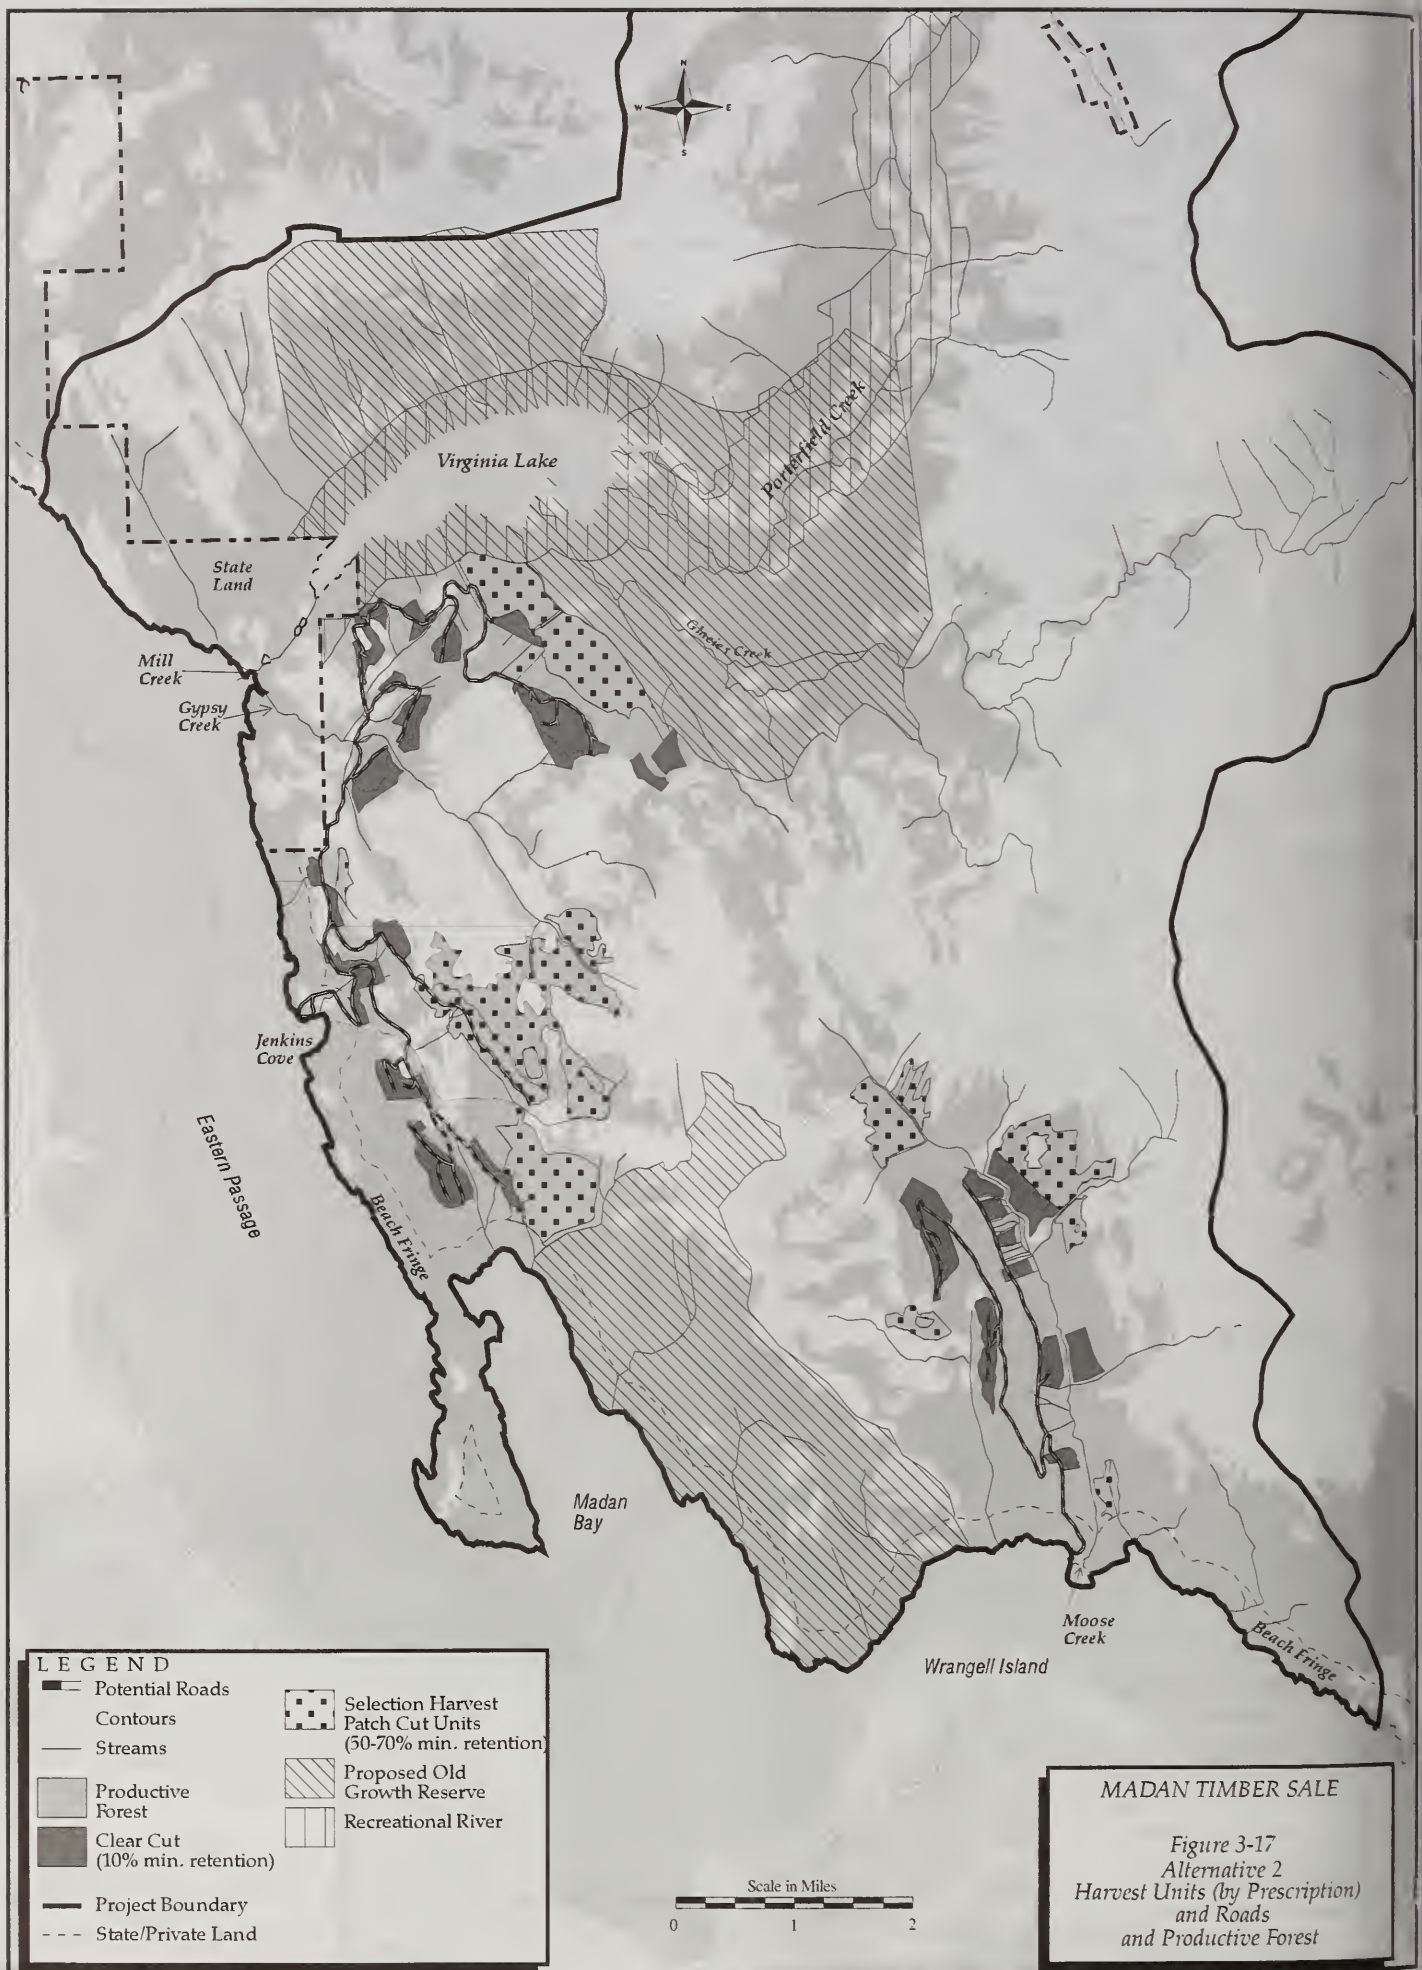 N
W
E
S
Virginia Lake
Porterfield Creek
State
Land
Glacier Creek
Mill
Creek
Gypsy
Creek
Jenkins
Cove
Eastern Passage
Beach Fringe
Madan
Bay
Moose
Creek
Wrangell Island
Beach Fringe
LEGEND
Potential Roads
Contours
Streams
Productive
Forest
Clear Cut
(10% min. retention)
Project Boundary
State/Private Land
Selection Harvest
Patch Cut Units
(50-70% min. retention)
Proposed Old
Growth Reserve
Recreational River
Scale in Miles
0 1 2
MADAN TIMBER SALE
Figure 3-17
Alternative 2
Harvest Units (by Prescription)
and Roads
and Productive Forest